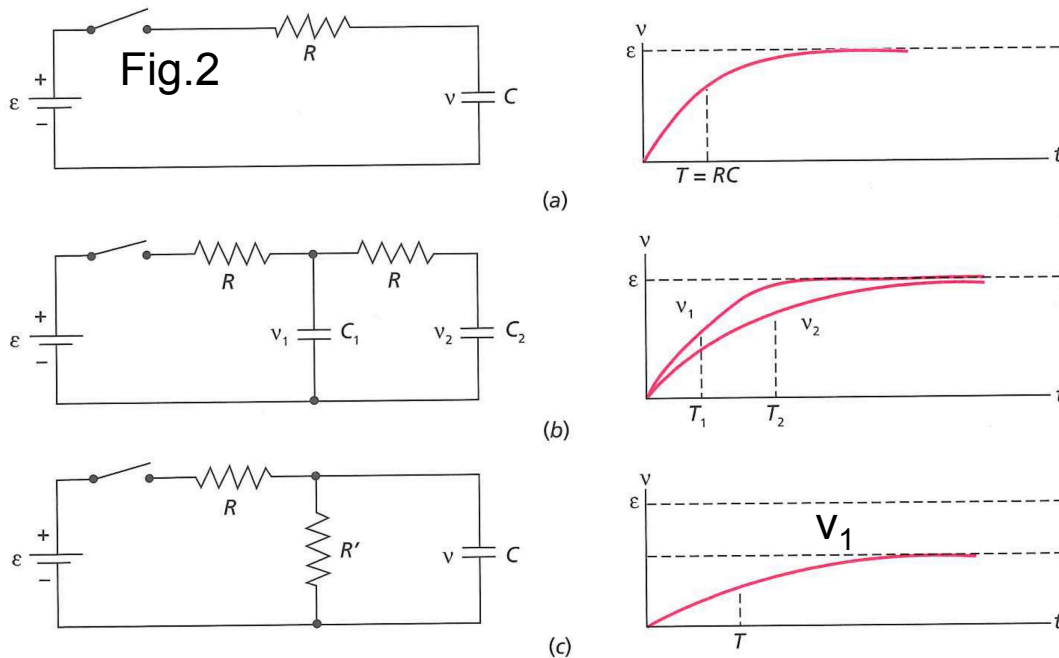 Fig.2
+
ε
−
R
ν
C
ν
ε
T = RC
t
(a)
+
ε
−
R
R
ν₁
C₁
ν₂
C₂
ν
ε
ν₁
ν₂
T₁
T₂
t
(b)
+
ε
−
R
R′
ν
C
ν
ε
v₁
T
t
(c)